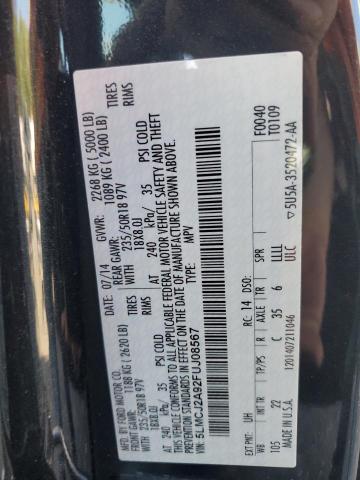 MFD. BY FORD MOTOR CO.
DATE: 07/14 GVWR: 2268 KG ( 5000 LB)
FRONT GAWR: 1188 KG ( 2620 LB) REAR GAWR: 1089 KG ( 2400 LB)
WITH 235/50R18 97V TIRES WITH 235/50R18 97V TIRES
18X8.0J RIMS 18X8.0J RIMS
AT 240 kPa/ 35 PSI COLD AT 240 kPa/ 35 PSI COLD
THIS VEHICLE CONFORMS TO ALL APPLICABLE FEDERAL MOTOR VEHICLE SAFETY AND THEFT
PREVENTION STANDARDS IN EFFECT ON THE DATE OF MANUFACTURE SHOWN ABOVE.
VIN: 5LMCJ2A92FUJ08567 F0040
TYPE: MPV T0109
EXT PNT: UH RC: 14 DSO:
WB INT TR TP/PS R AXLE TR SPR
105 22 C 35 6 LLLL
MADE IN U.S.A. ULC
1201407211046
▽5U5A-3520472-AA